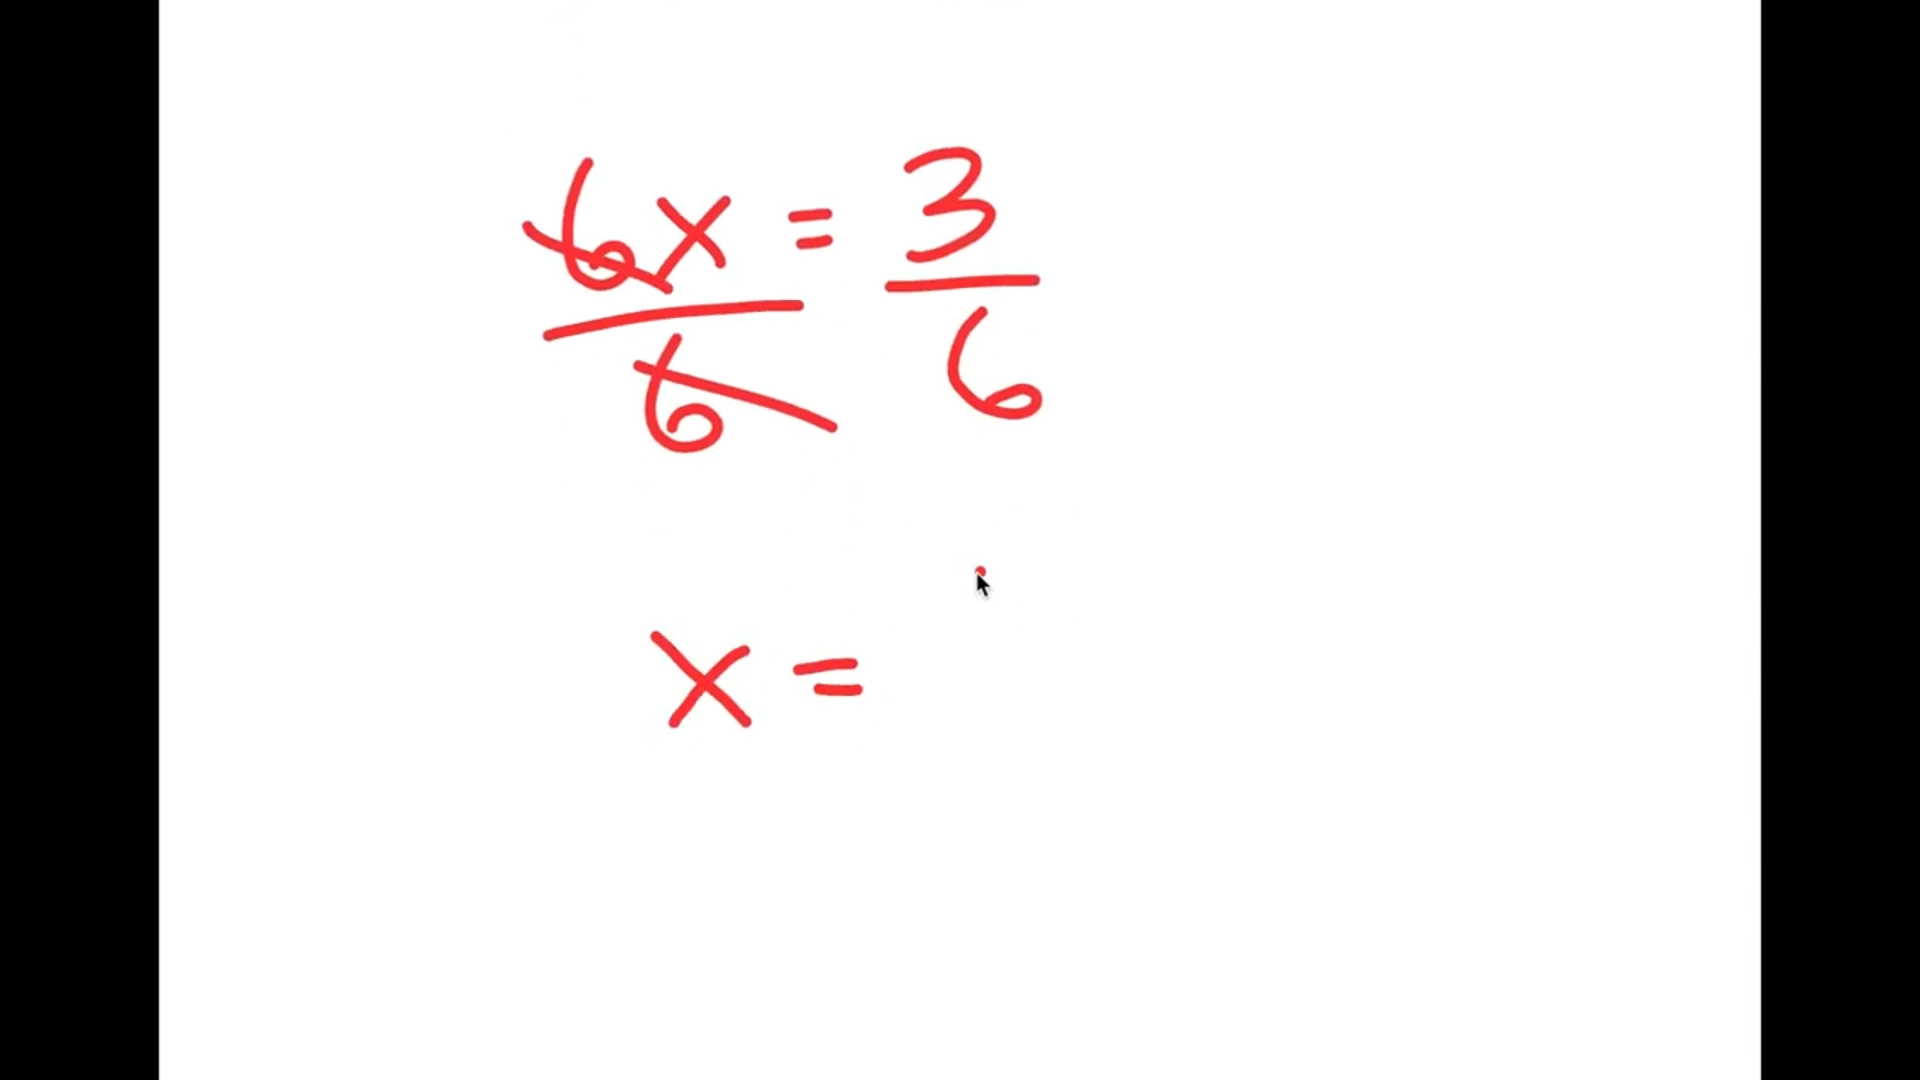 6x = 3
6 6
x =